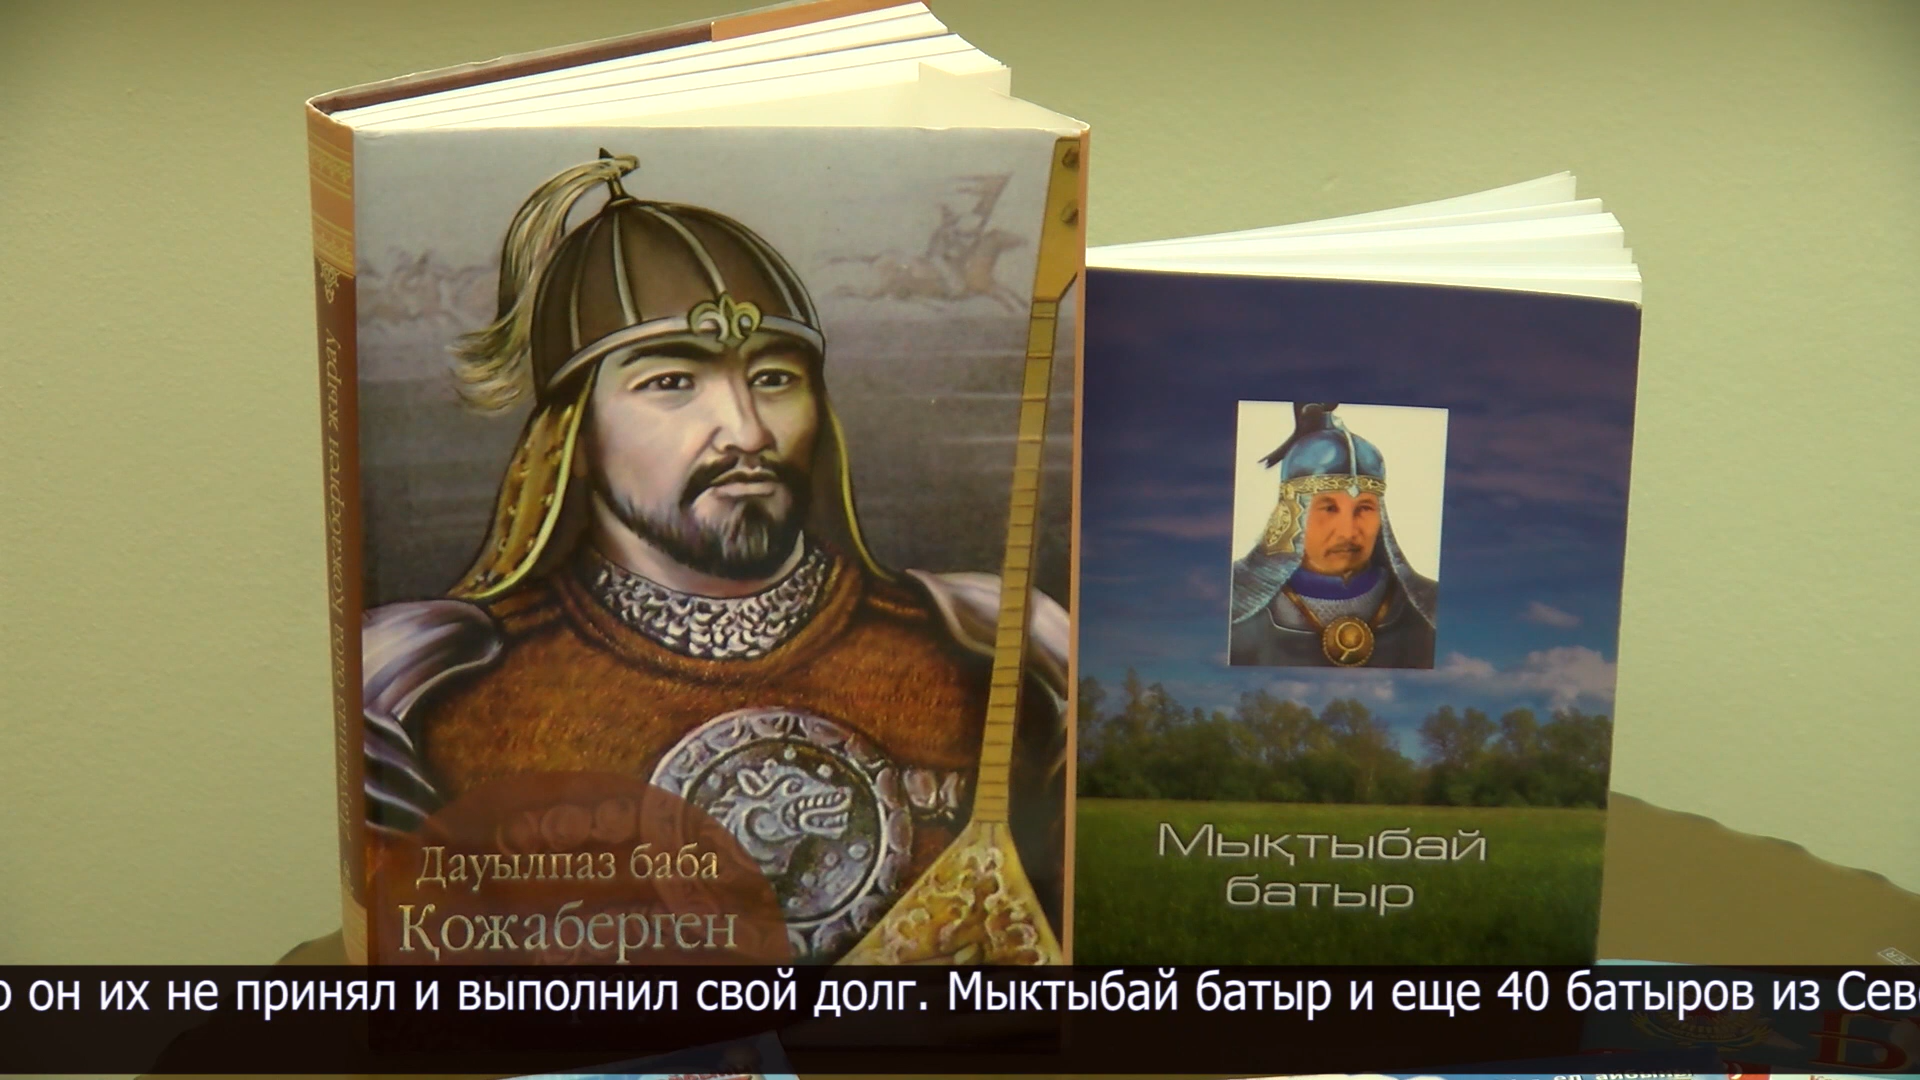 Дауылпаз баба Қожаберген жырау
Дауылпаз баба
Қожаберген
жырау
Мықтыбай
батыр
он их не принял и выполнил свой долг. Мыктыбай батыр и еще 40 батыров из